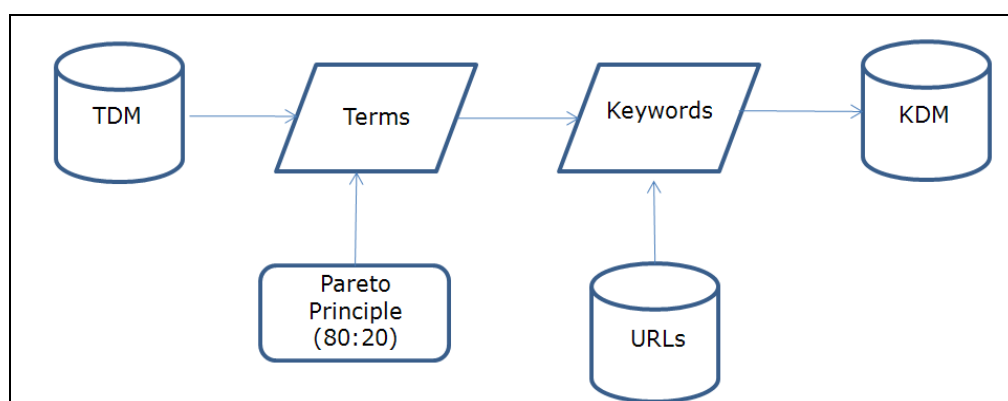 TDM
Terms
Keywords
KDM
Pareto
Principle
(80:20)
URLs